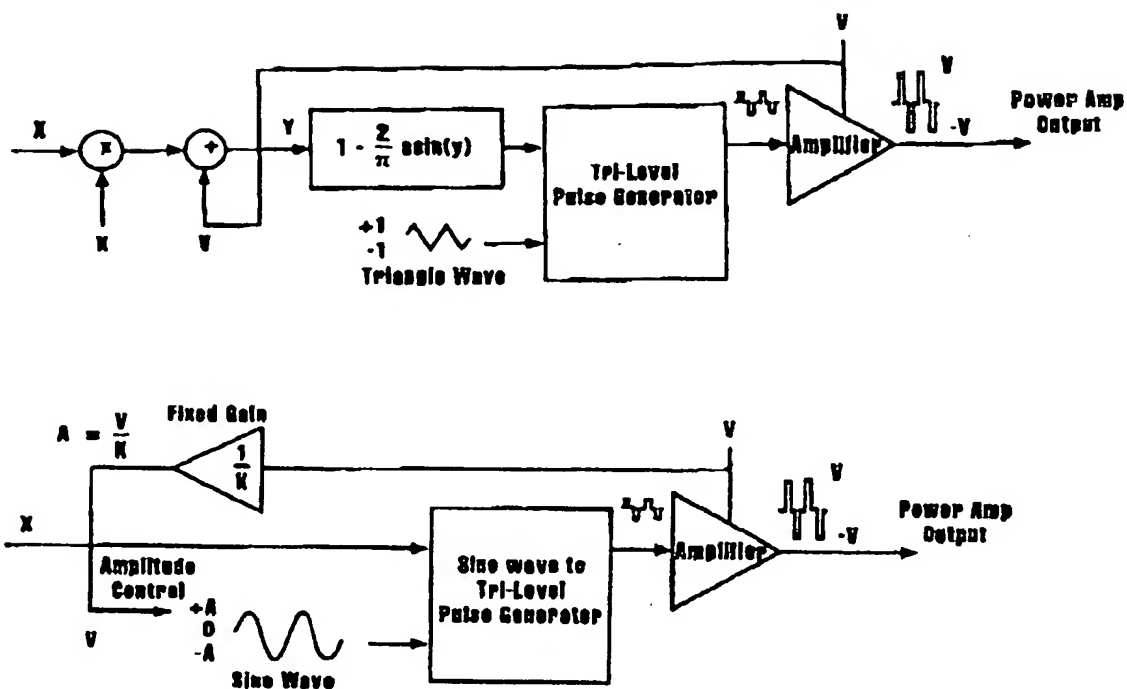 V
X
x
+
Y
1 - 2/π asin(y)
K
V
+1
-1
Triangle Wave
Tri-Level
Pulse Generator
Amplifier
V
-V
Power Amp
Output
Fixed Gain
A = V/K
1/K
V
X
Amplitude
Control
V
+A
0
-A
Sine Wave
Sine wave to
Tri-Level
Pulse Generator
Amplifier
V
-V
Power Amp
Output